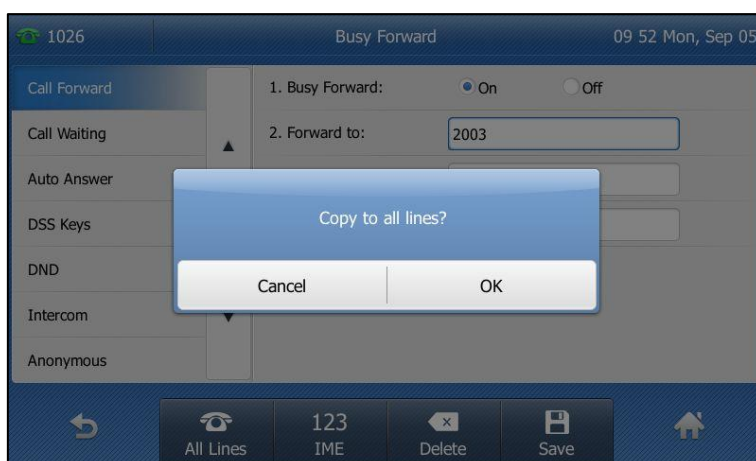 1026
Busy Forward
09 52 Mon, Sep 05
Call Forward
Call Waiting
Auto Answer
DSS Keys
DND
Intercom
Anonymous
1. Busy Forward:
On
Off
2. Forward to:
2003
Copy to all lines?
Cancel
OK
All Lines
123
IME
Delete
Save